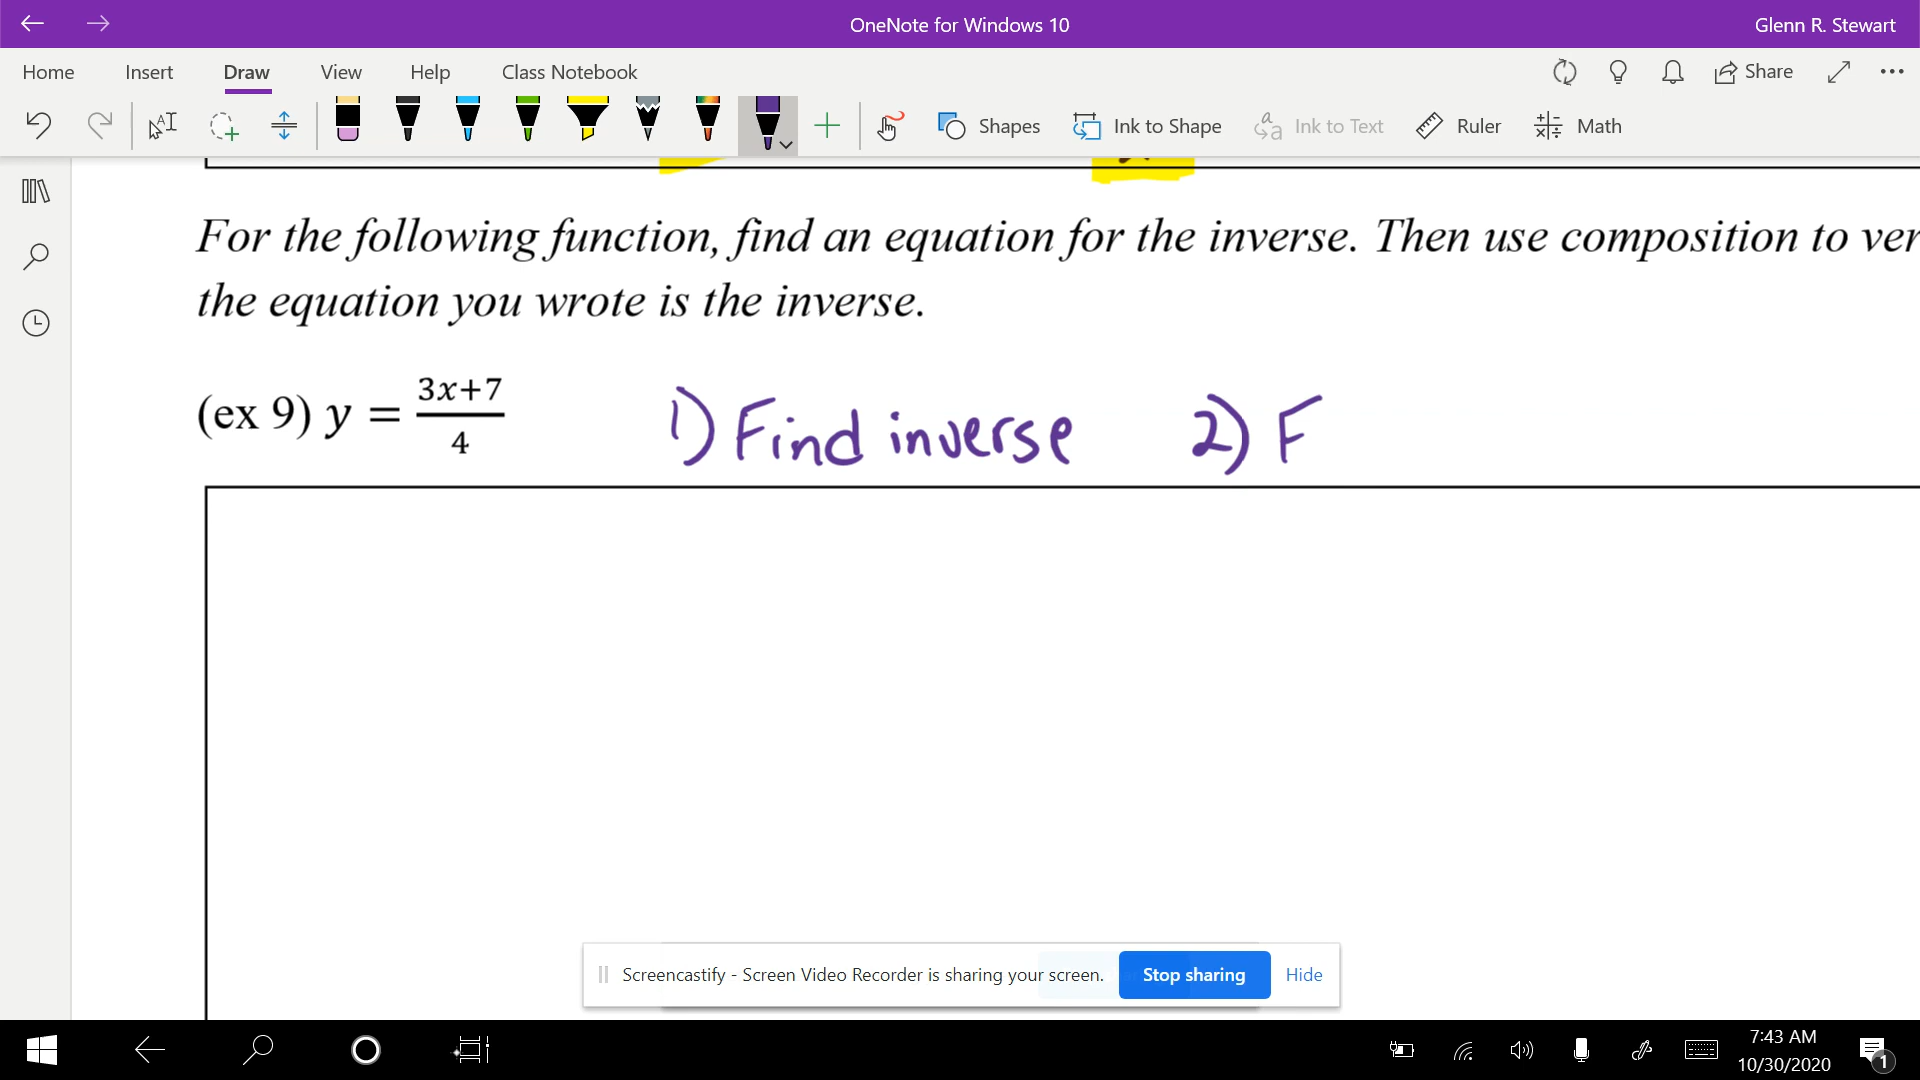 OneNote for Windows 10
Glenn R. Stewart
Home Insert Draw View Help Class Notebook
Share
Shapes Ink to Shape Ink to Text Ruler Math
For the following function, find an equation for the inverse. Then use composition to ver
the equation you wrote is the inverse.
(ex 9) y = \frac{3x+7}{4} 1) Find inverse 2) F
Screencastify - Screen Video Recorder is sharing your screen. Stop sharing Hide
7:43 AM
10/30/2020
1